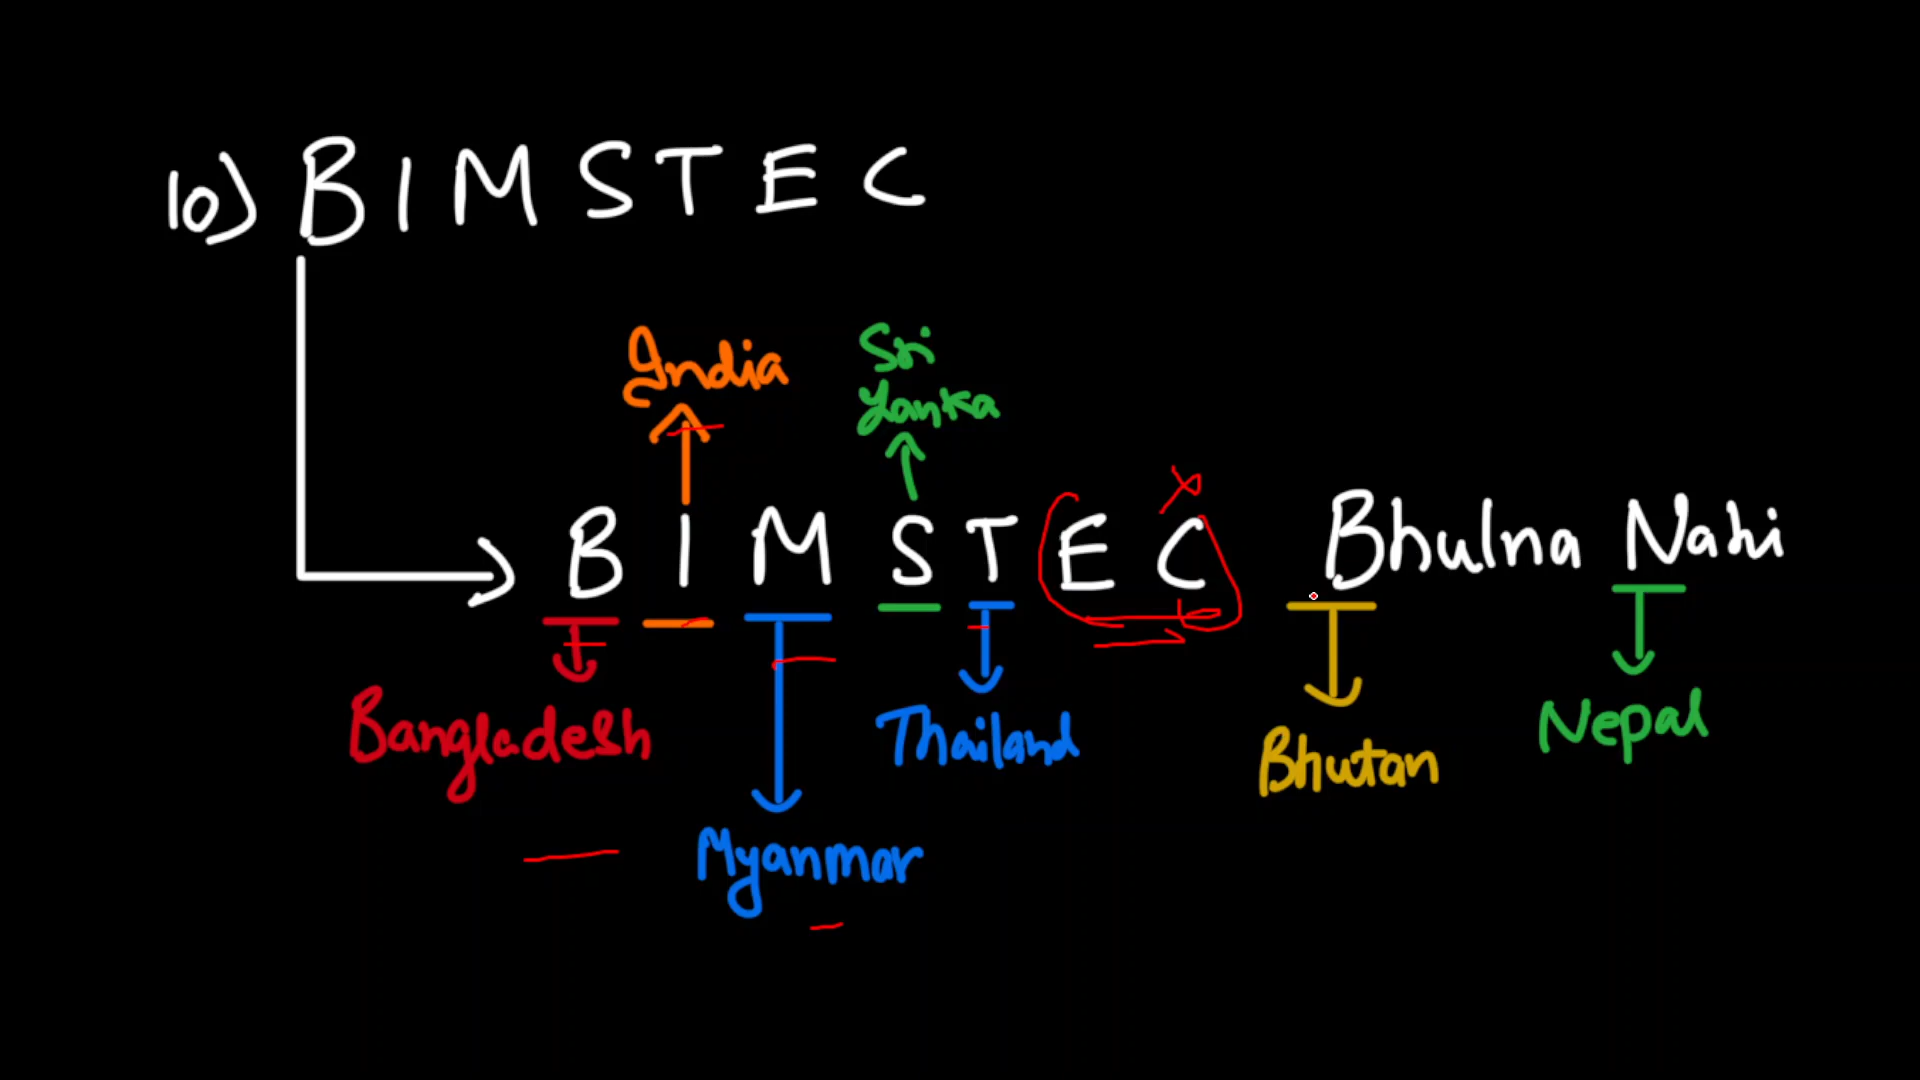 10) BIMSTEC
India
Sri
Lanka
BIMSTEC Bhulna Nahi
Bangladesh
Thailand
Bhutan
Nepal
Myanmar